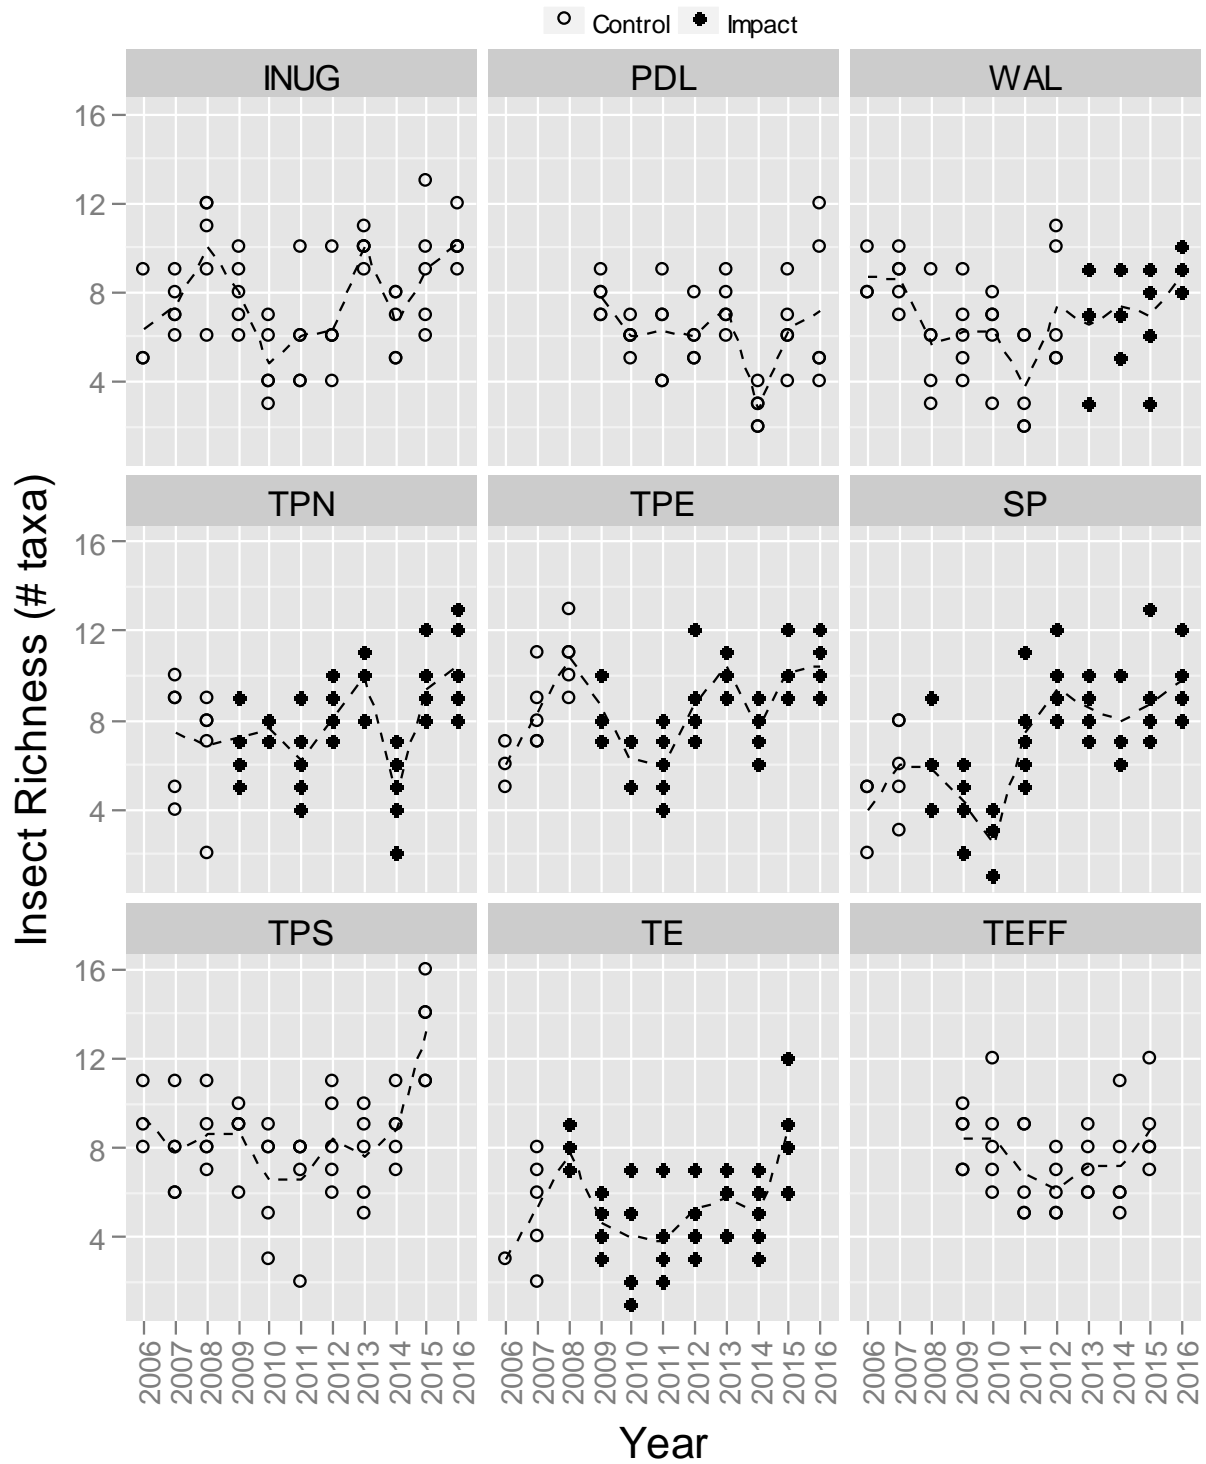 Control Impact
INUG PDL WAL
16
12
8
4
TPN TPE SP
16
12
8
4
TPS TE TEFF
16
12
8
4
Insect Richness (# taxa)
2006 2007 2008 2009 2010 2011 2012 2013 2014 2015 2016 2006 2007 2008 2009 2010 2011 2012 2013 2014 2015 2016 2006 2007 2008 2009 2010 2011 2012 2013 2014 2015 2016
Year